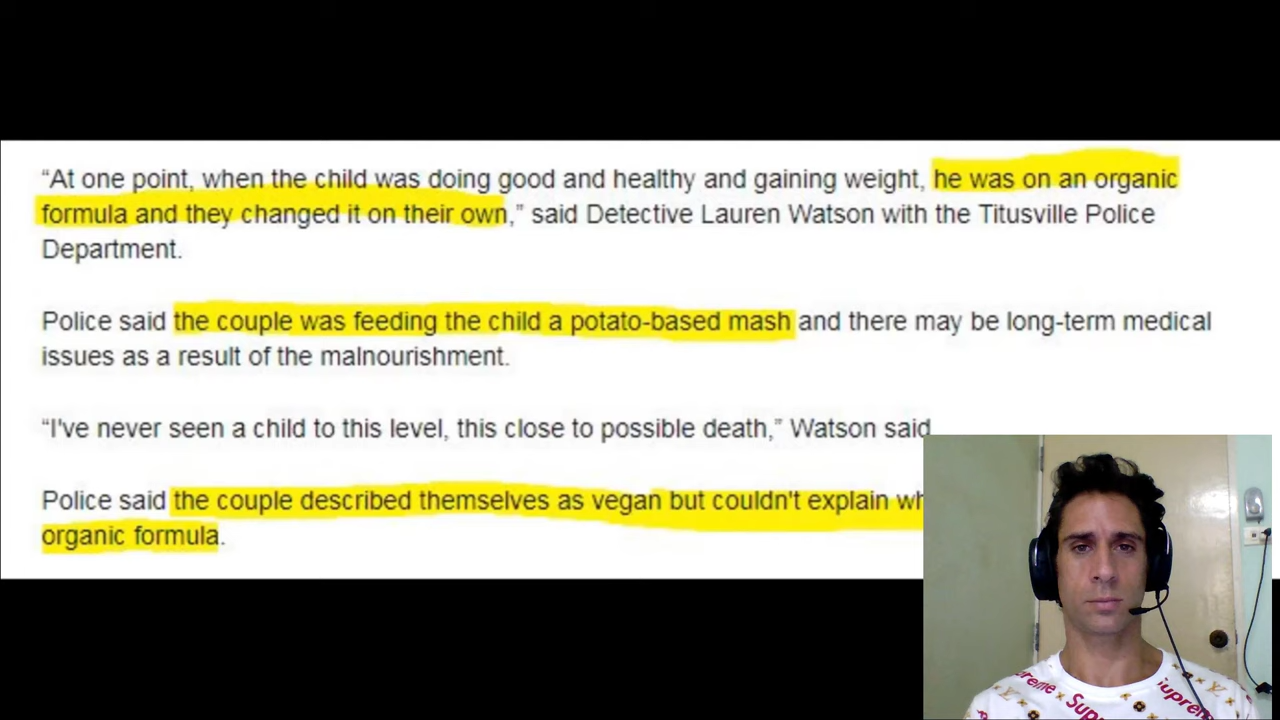 “At one point, when the child was doing good and healthy and gaining weight, he was on an organic
formula and they changed it on their own,” said Detective Lauren Watson with the Titusville Police
Department.
Police said the couple was feeding the child a potato-based mash and there may be long-term medical
issues as a result of the malnourishment.
“I've never seen a child to this level, this close to possible death,” Watson said
Police said the couple described themselves as vegan but couldn't explain
organic formula.
Supreme